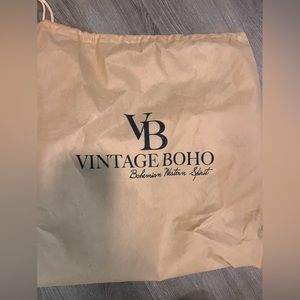 VB
VINTAGE BOHO
Bohemian Western Spirit